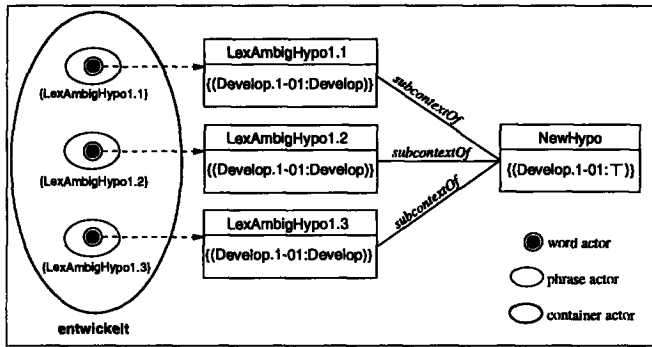 {LexAmbigHypo1.1}
{LexAmbigHypo1.2}
{LexAmbigHypo1.3}
entwickelt
LexAmbigHypo1.1
{(Develop.1-01:Develop)}
LexAmbigHypo1.2
{(Develop.1-01:Develop)}
LexAmbigHypo1.3
{(Develop.1-01:Develop)}
subcontextOf
subcontextOf
subcontextOf
NewHypo
{(Develop.1-01:⊤)}
word actor
phrase actor
container actor